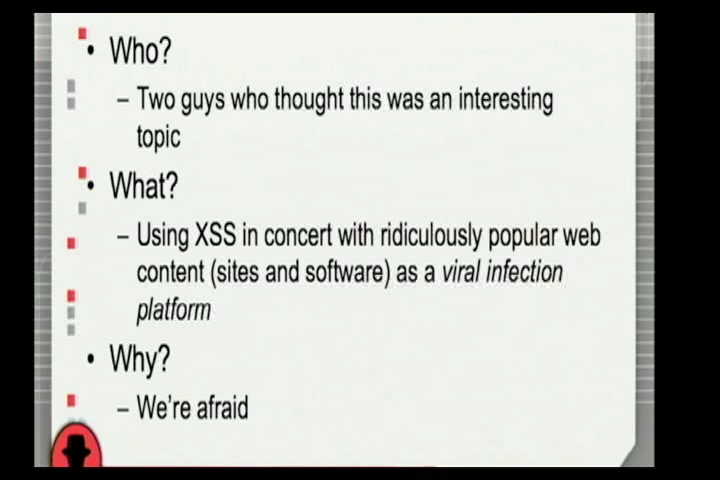 • Who?
– Two guys who thought this was an interesting
topic
• What?
– Using XSS in concert with ridiculously popular web
content (sites and software) as a viral infection
platform
• Why?
– We're afraid